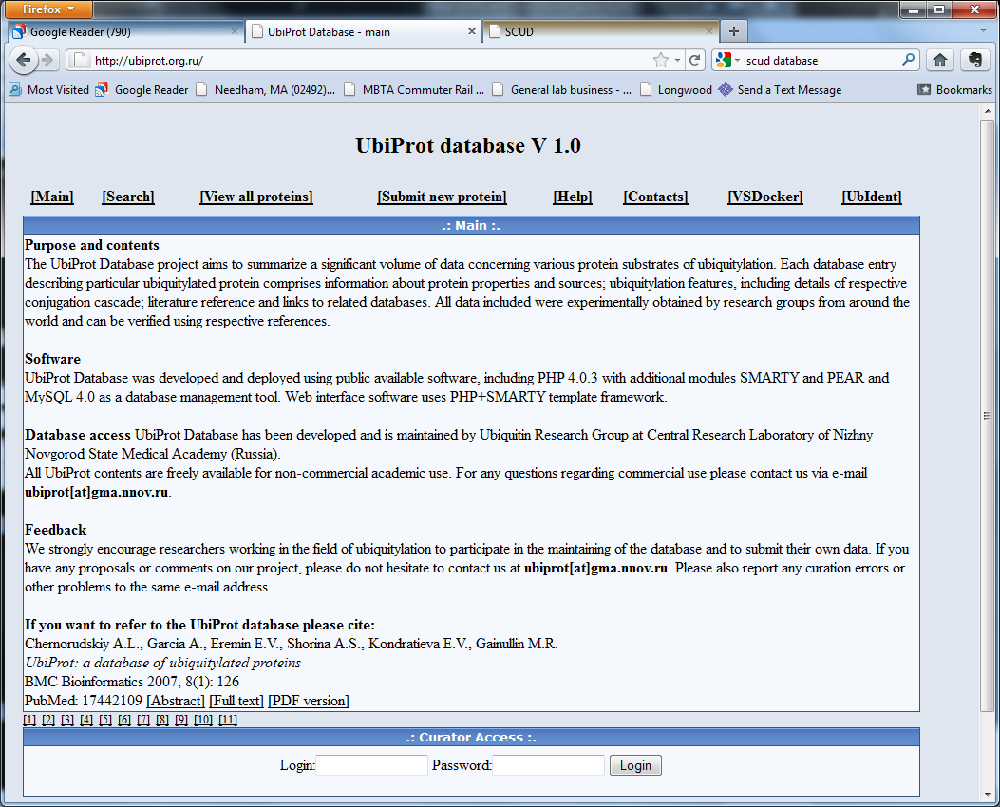 Firefox
Google Reader (790)
UbiProt Database - main
SCUD
http://ubiprot.org.ru/
scud database
Most Visited
Google Reader
Needham, MA (02492)...
MBTA Commuter Rail ...
General lab business - ...
Longwood
Send a Text Message
Bookmarks
UbiProt database V 1.0
[Main] [Search] [View all proteins] [Submit new protein] [Help] [Contacts] [VSDocker] [UbIdent]
.: Main :.
Purpose and contents
The UbiProt Database project aims to summarize a significant volume of data concerning various protein substrates of ubiquitylation. Each database entry
describing particular ubiquitylated protein comprises information about protein properties and sources; ubiquitylation features, including details of respective
conjugation cascade; literature reference and links to related databases. All data included were experimentally obtained by research groups from around the
world and can be verified using respective references.
Software
UbiProt Database was developed and deployed using public available software, including PHP 4.0.3 with additional modules SMARTY and PEAR and
MySQL 4.0 as a database management tool. Web interface software uses PHP+SMARTY template framework.
Database access UbiProt Database has been developed and is maintained by Ubiquitin Research Group at Central Research Laboratory of Nizhny
Novgorod State Medical Academy (Russia).
All UbiProt contents are freely available for non-commercial academic use. For any questions regarding commercial use please contact us via e-mail
ubiprot[at]gma.nnov.ru.
Feedback
We strongly encourage researchers working in the field of ubiquitylation to participate in the maintaining of the database and to submit their own data. If you
have any proposals or comments on our project, please do not hesitate to contact us at ubiprot[at]gma.nnov.ru. Please also report any curation errors or
other problems to the same e-mail address.
If you want to refer to the UbiProt database please cite:
Chernorudskiy A.L., Garcia A., Eremin E.V., Shorina A.S., Kondratieva E.V., Gainullin M.R.
UbiProt: a database of ubiquitylated proteins
BMC Bioinformatics 2007, 8(1): 126
PubMed: 17442109 [Abstract] [Full text] [PDF version]
[1] [2] [3] [4] [5] [6] [7] [8] [9] [10] [11]
.: Curator Access :.
Login: Password: Login